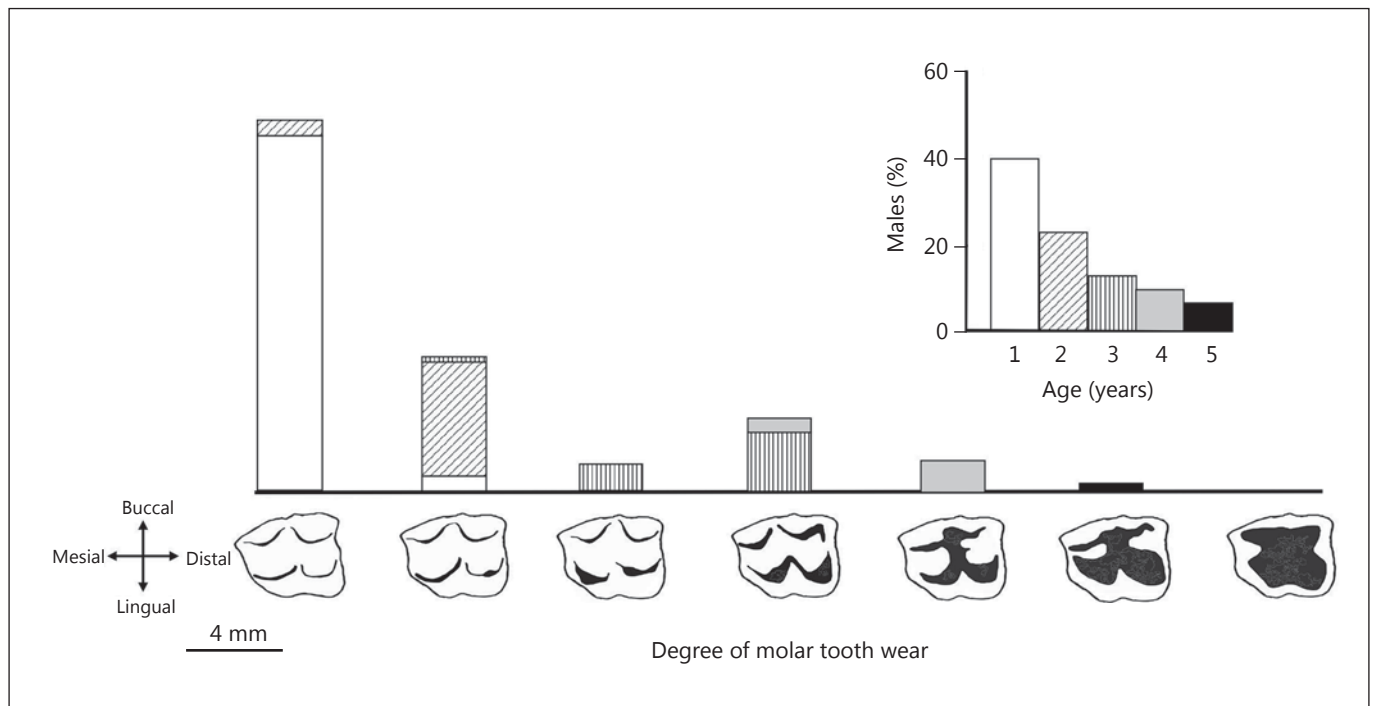 60
40
20
0
Males (%)
1 2 3 4 5
Age (years)
Buccal
Mesial Distal
Lingual
4 mm
Degree of molar tooth wear